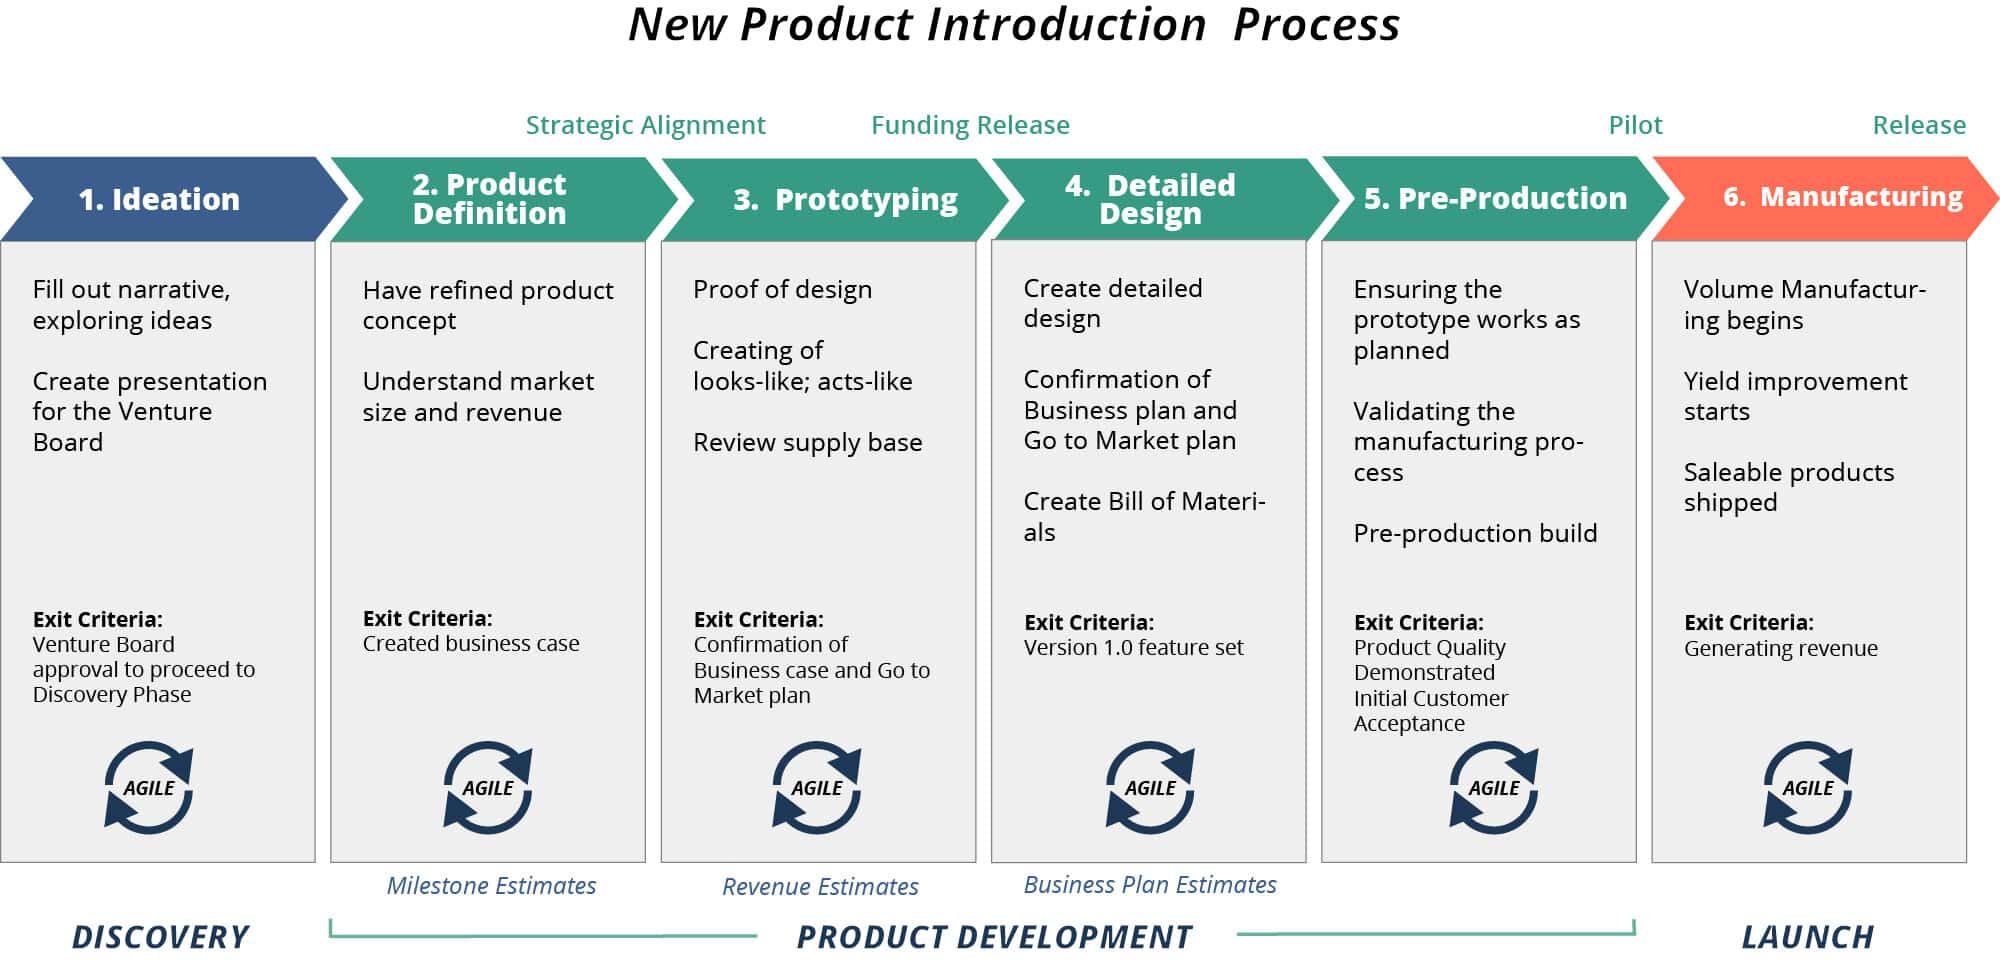 New Product Introduction Process
Strategic Alignment
Funding Release
Pilot
Release
1. Ideation
Fill out narrative,
exploring ideas
Create presentation
for the Venture
Board
Exit Criteria:
Venture Board
approval to proceed to
Discovery Phase
AGILE
2. Product
Definition
Have refined product
concept
Understand market
size and revenue
Exit Criteria:
Created business case
AGILE
Milestone Estimates
3. Prototyping
Proof of design
Creating of
looks-like; acts-like
Review supply base
Exit Criteria:
Confirmation of
Business case and Go to
Market plan
AGILE
Revenue Estimates
4. Detailed
Design
Create detailed
design
Confirmation of
Business plan and
Go to Market plan
Create Bill of Materi-
als
Exit Criteria:
Version 1.0 feature set
AGILE
Business Plan Estimates
5. Pre-Production
Ensuring the
prototype works as
planned
Validating the
manufacturing pro-
cess
Pre-production build
Exit Criteria:
Product Quality
Demonstrated
Initial Customer
Acceptance
AGILE
6. Manufacturing
Volume Manufactur-
ing begins
Yield improvement
starts
Saleable products
shipped
Exit Criteria:
Generating revenue
AGILE
DISCOVERY
PRODUCT DEVELOPMENT
LAUNCH